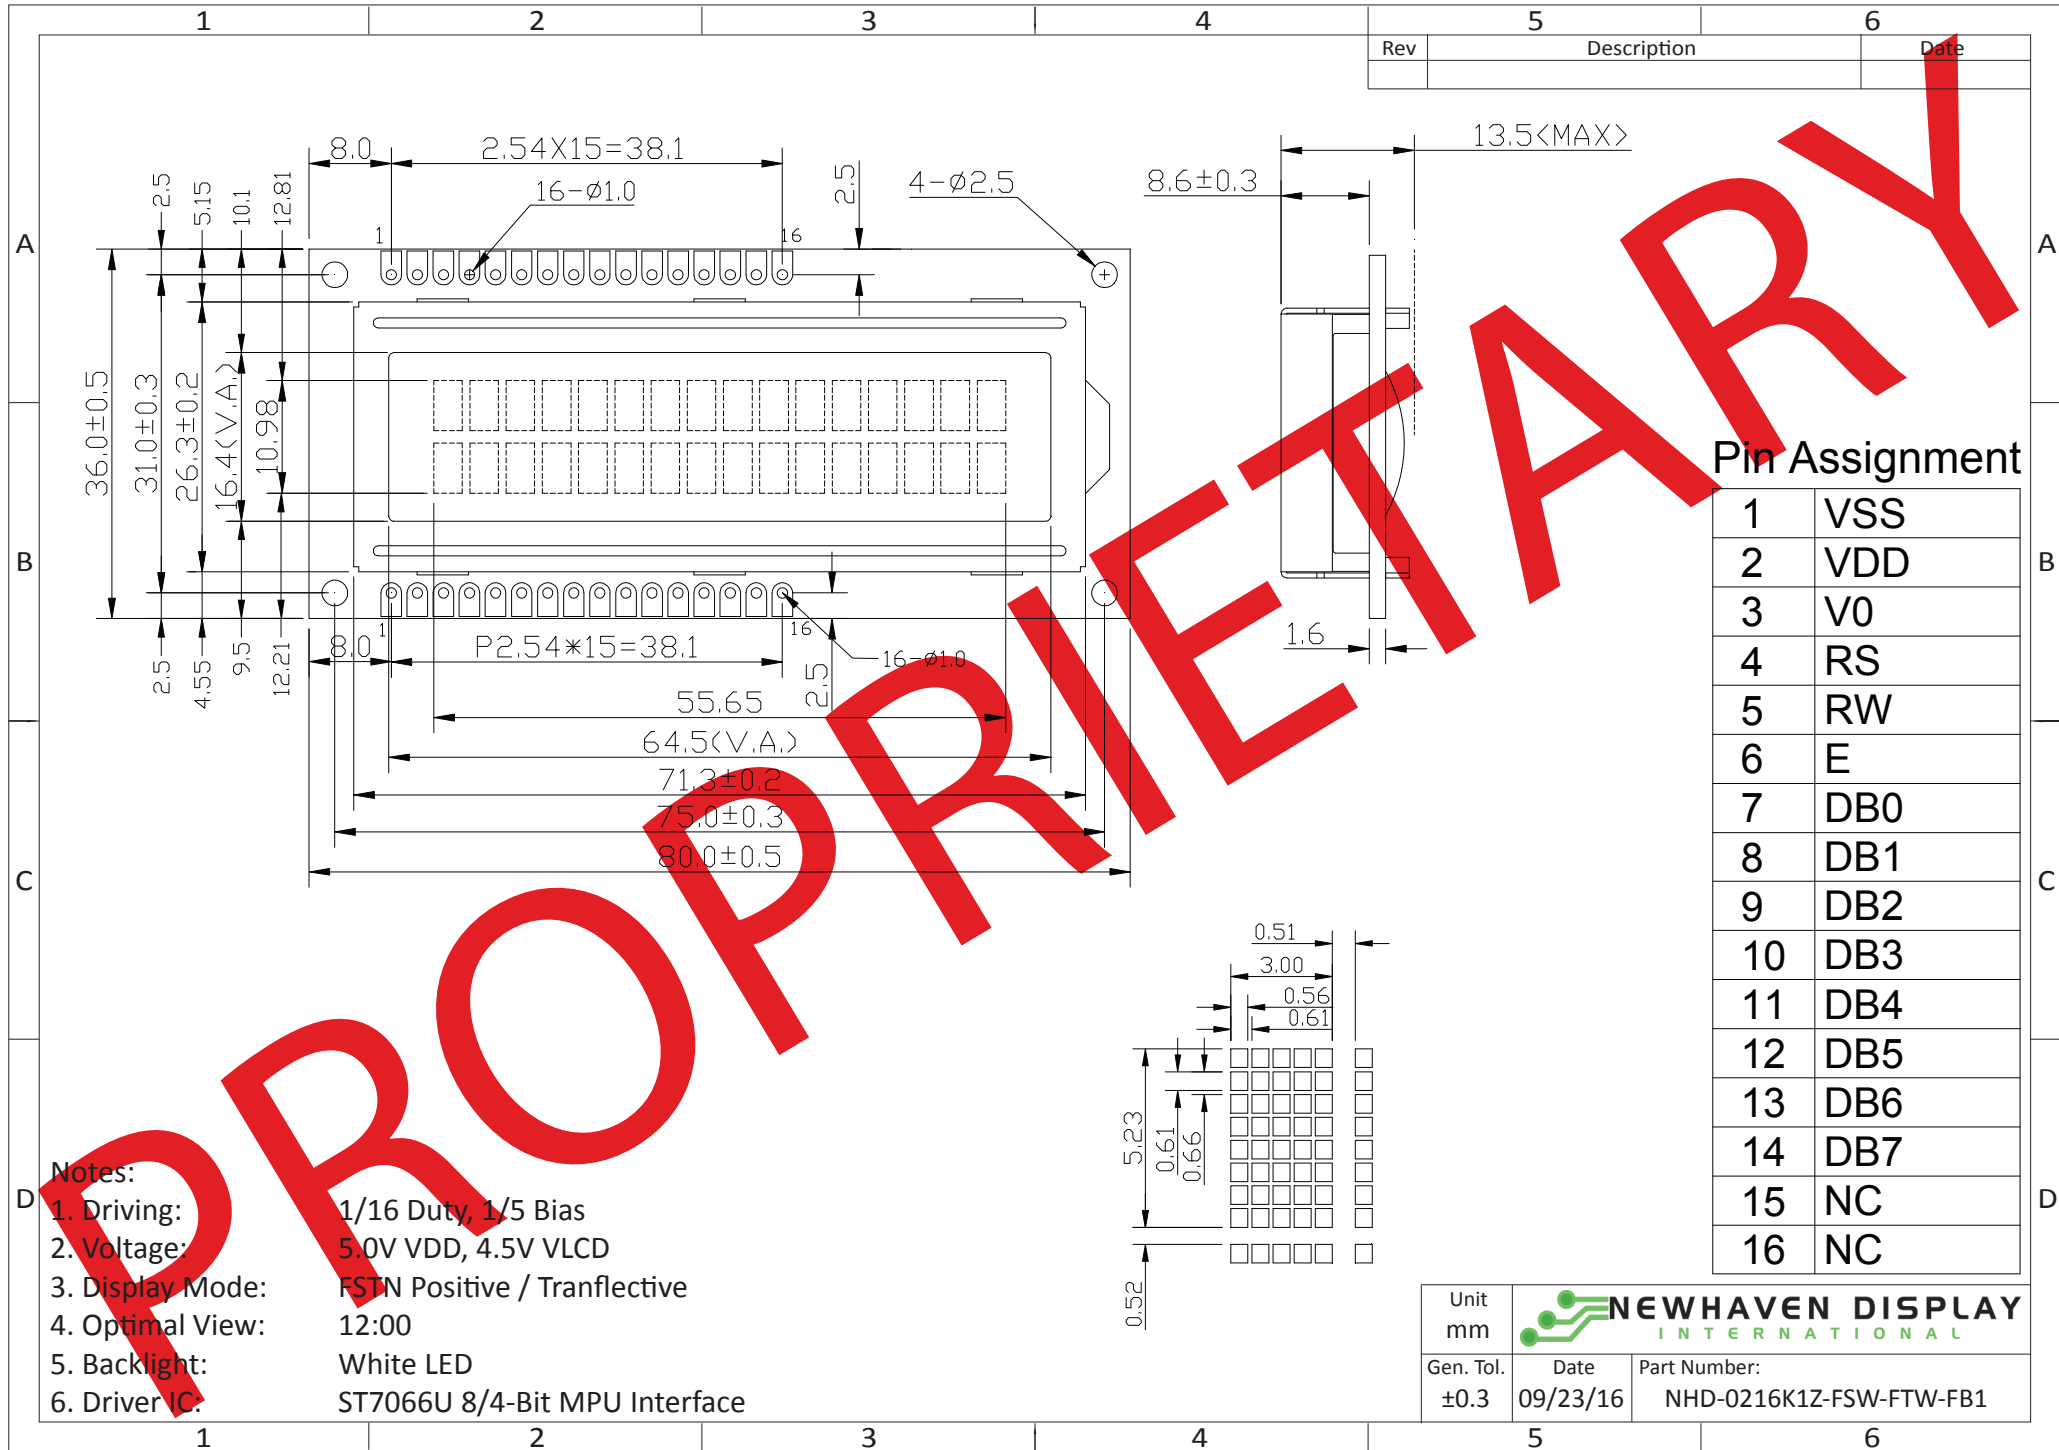 1 2 3 4 5 6
Rev Description Date
A
B
C
D
A
B
C
D
8.0
2.54X15=38.1
16-Ø1.0
2.5
4-Ø2.5
8.6±0.3
13.5<MAX>
2.5
5.15
10.1
12.81
1
16
36.0±0.5
31.0±0.3
26.3±0.2
16.4(V.A.)
10.98
2.5
4.55
9.5
12.21
1
16
8.0
P2.54*15=38.1
16-Ø1.0
2.5
55.65
64.5(V.A.)
71.3±0.2
75.0±0.3
80.0±0.5
1.6
PROPRIETARY
Pin Assignment
1 VSS
2 VDD
3 V0
4 RS
5 RW
6 E
7 DB0
8 DB1
9 DB2
10 DB3
11 DB4
12 DB5
13 DB6
14 DB7
15 NC
16 NC
0.51
3.00
0.56
0.61
5.23
0.61
0.66
0.52
Notes:
1. Driving: 1/16 Duty, 1/5 Bias
2. Voltage: 5.0V VDD, 4.5V VLCD
3. Display Mode: FSTN Positive / Tranflective
4. Optimal View: 12:00
5. Backlight: White LED
6. Driver IC: ST7066U 8/4-Bit MPU Interface
Unit
mm
NEWHAVEN DISPLAY
INTERNATIONAL
Gen. Tol.
±0.3
Date
09/23/16
Part Number:
NHD-0216K1Z-FSW-FTW-FB1
1 2 3 4 5 6